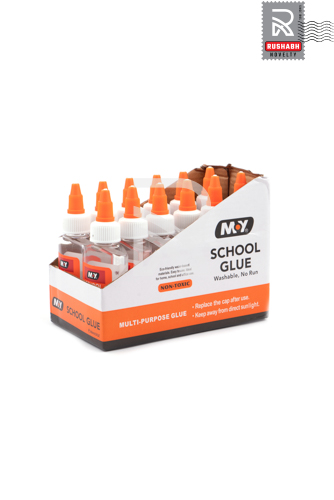 RUSHABH
NOVELTY
M·Y
SCHOOL
GLUE
Washable, No Run
NON-TOXIC
• Replace the cap after use.
• Keep away from direct sunlight.
MULTI-PURPOSE GLUE
M·Y SCHOOL GLUE
M·Y